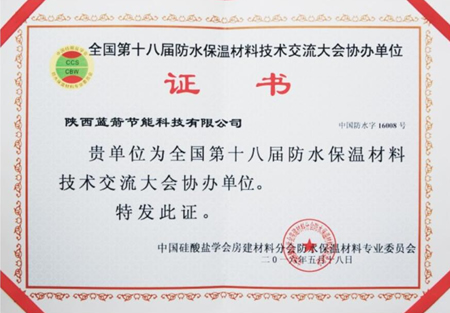 全国第十八届防水保温材料技术交流大会协办单位
CCS
CBW
证书
陕西蓝箭节能科技有限公司
中国防水字 16008 号
贵单位为全国第十八届防水保温材料
技术交流大会协办单位。
特发此证。
中国硅酸盐学会房建材料分会防水保温材料专业委员会
二〇一六年五月十八日